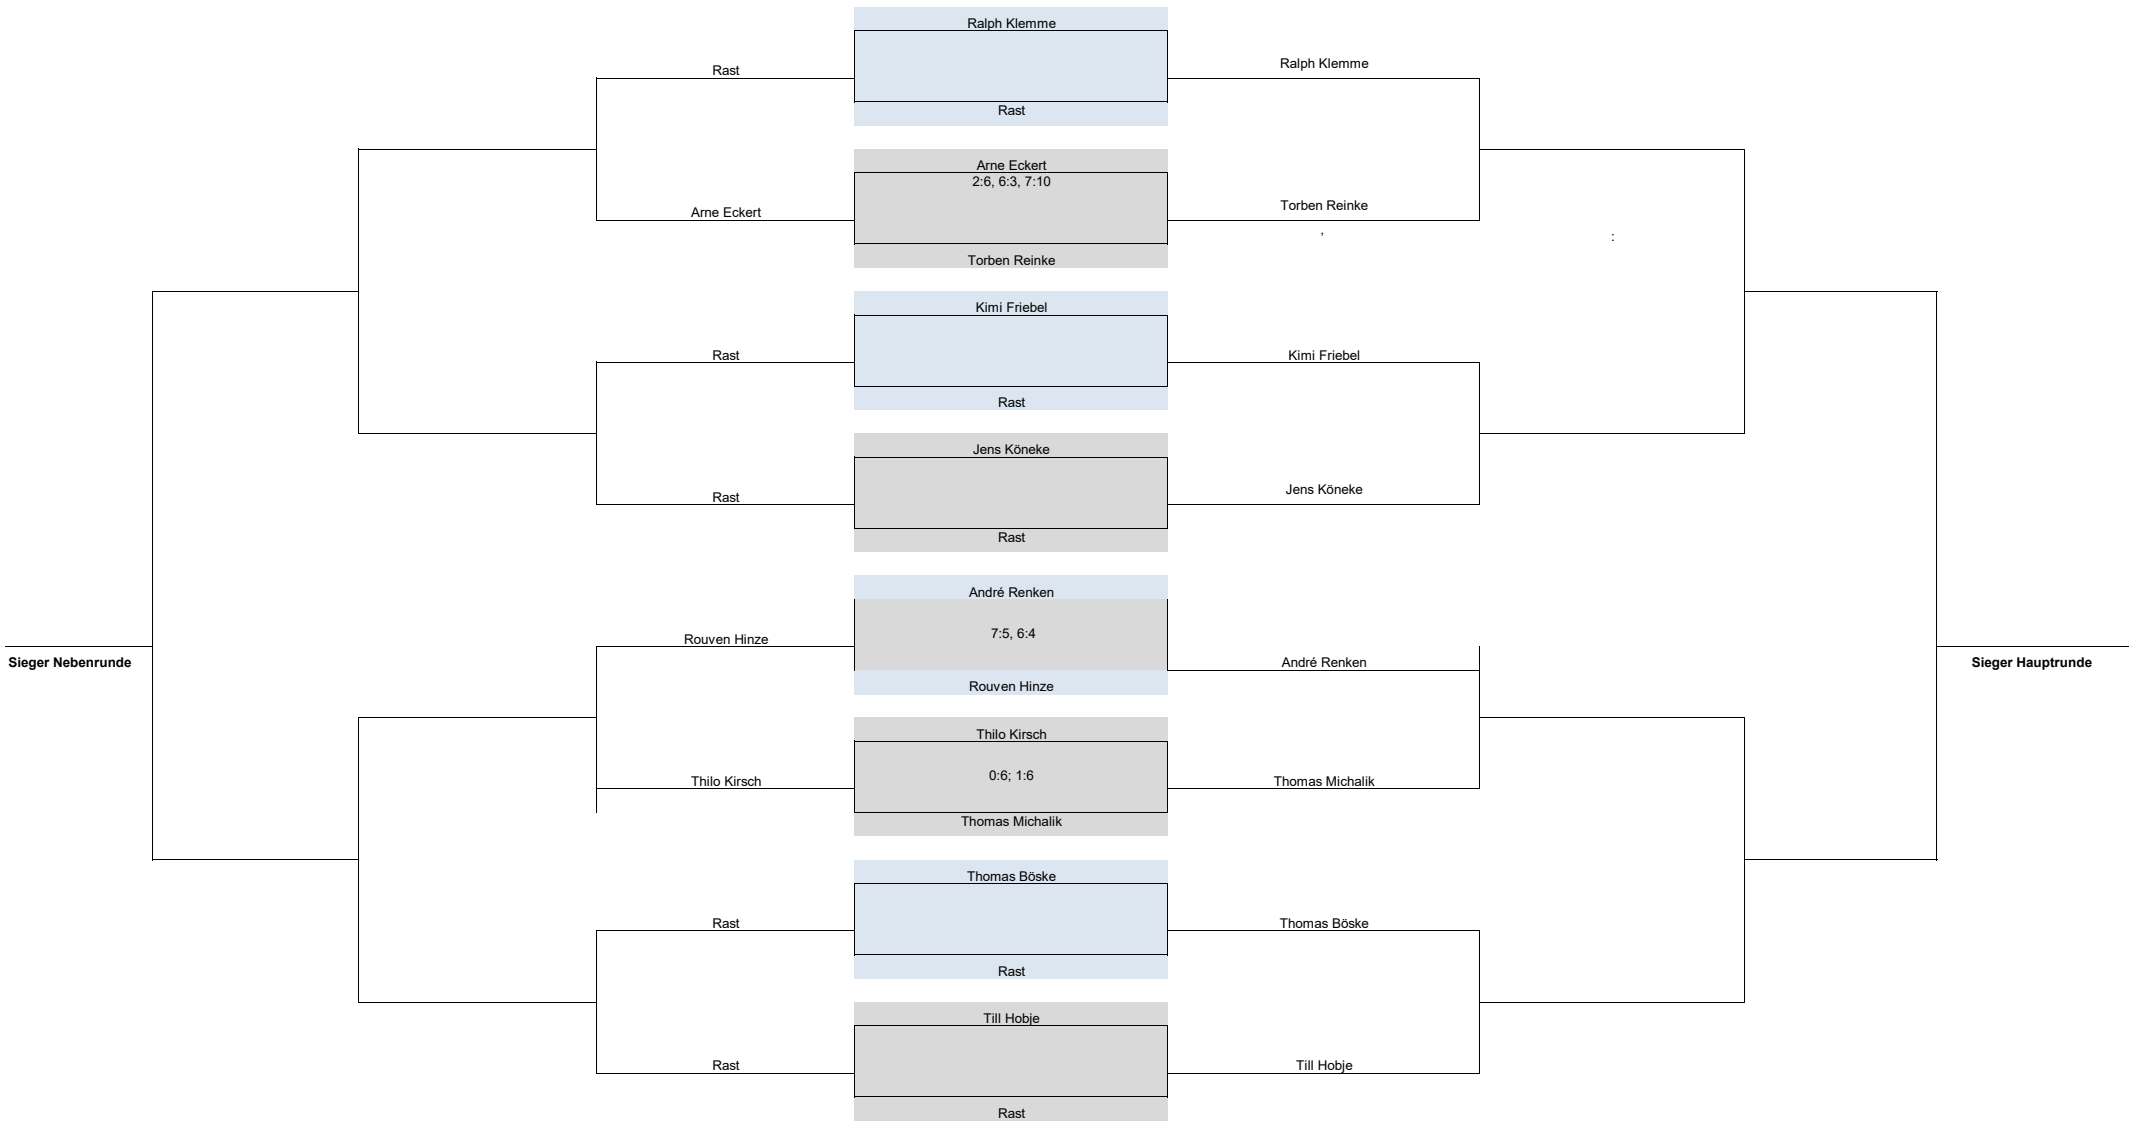 Ralph Klemme
Rast
Ralph Klemme
Rast
Arne Eckert
2:6, 6:3, 7:10
Arne Eckert
Torben Reinke
,
:
Torben Reinke
Kimi Friebel
Rast
Kimi Friebel
Rast
Jens Köneke
Rast
Jens Köneke
Rast
André Renken
Rouven Hinze
7:5, 6:4
Sieger Nebenrunde
André Renken
Sieger Hauptrunde
Rouven Hinze
Thilo Kirsch
Thilo Kirsch
0:6; 1:6
Thomas Michalik
Thomas Michalik
Thomas Böske
Rast
Thomas Böske
Rast
Till Hobje
Rast
Till Hobje
Rast